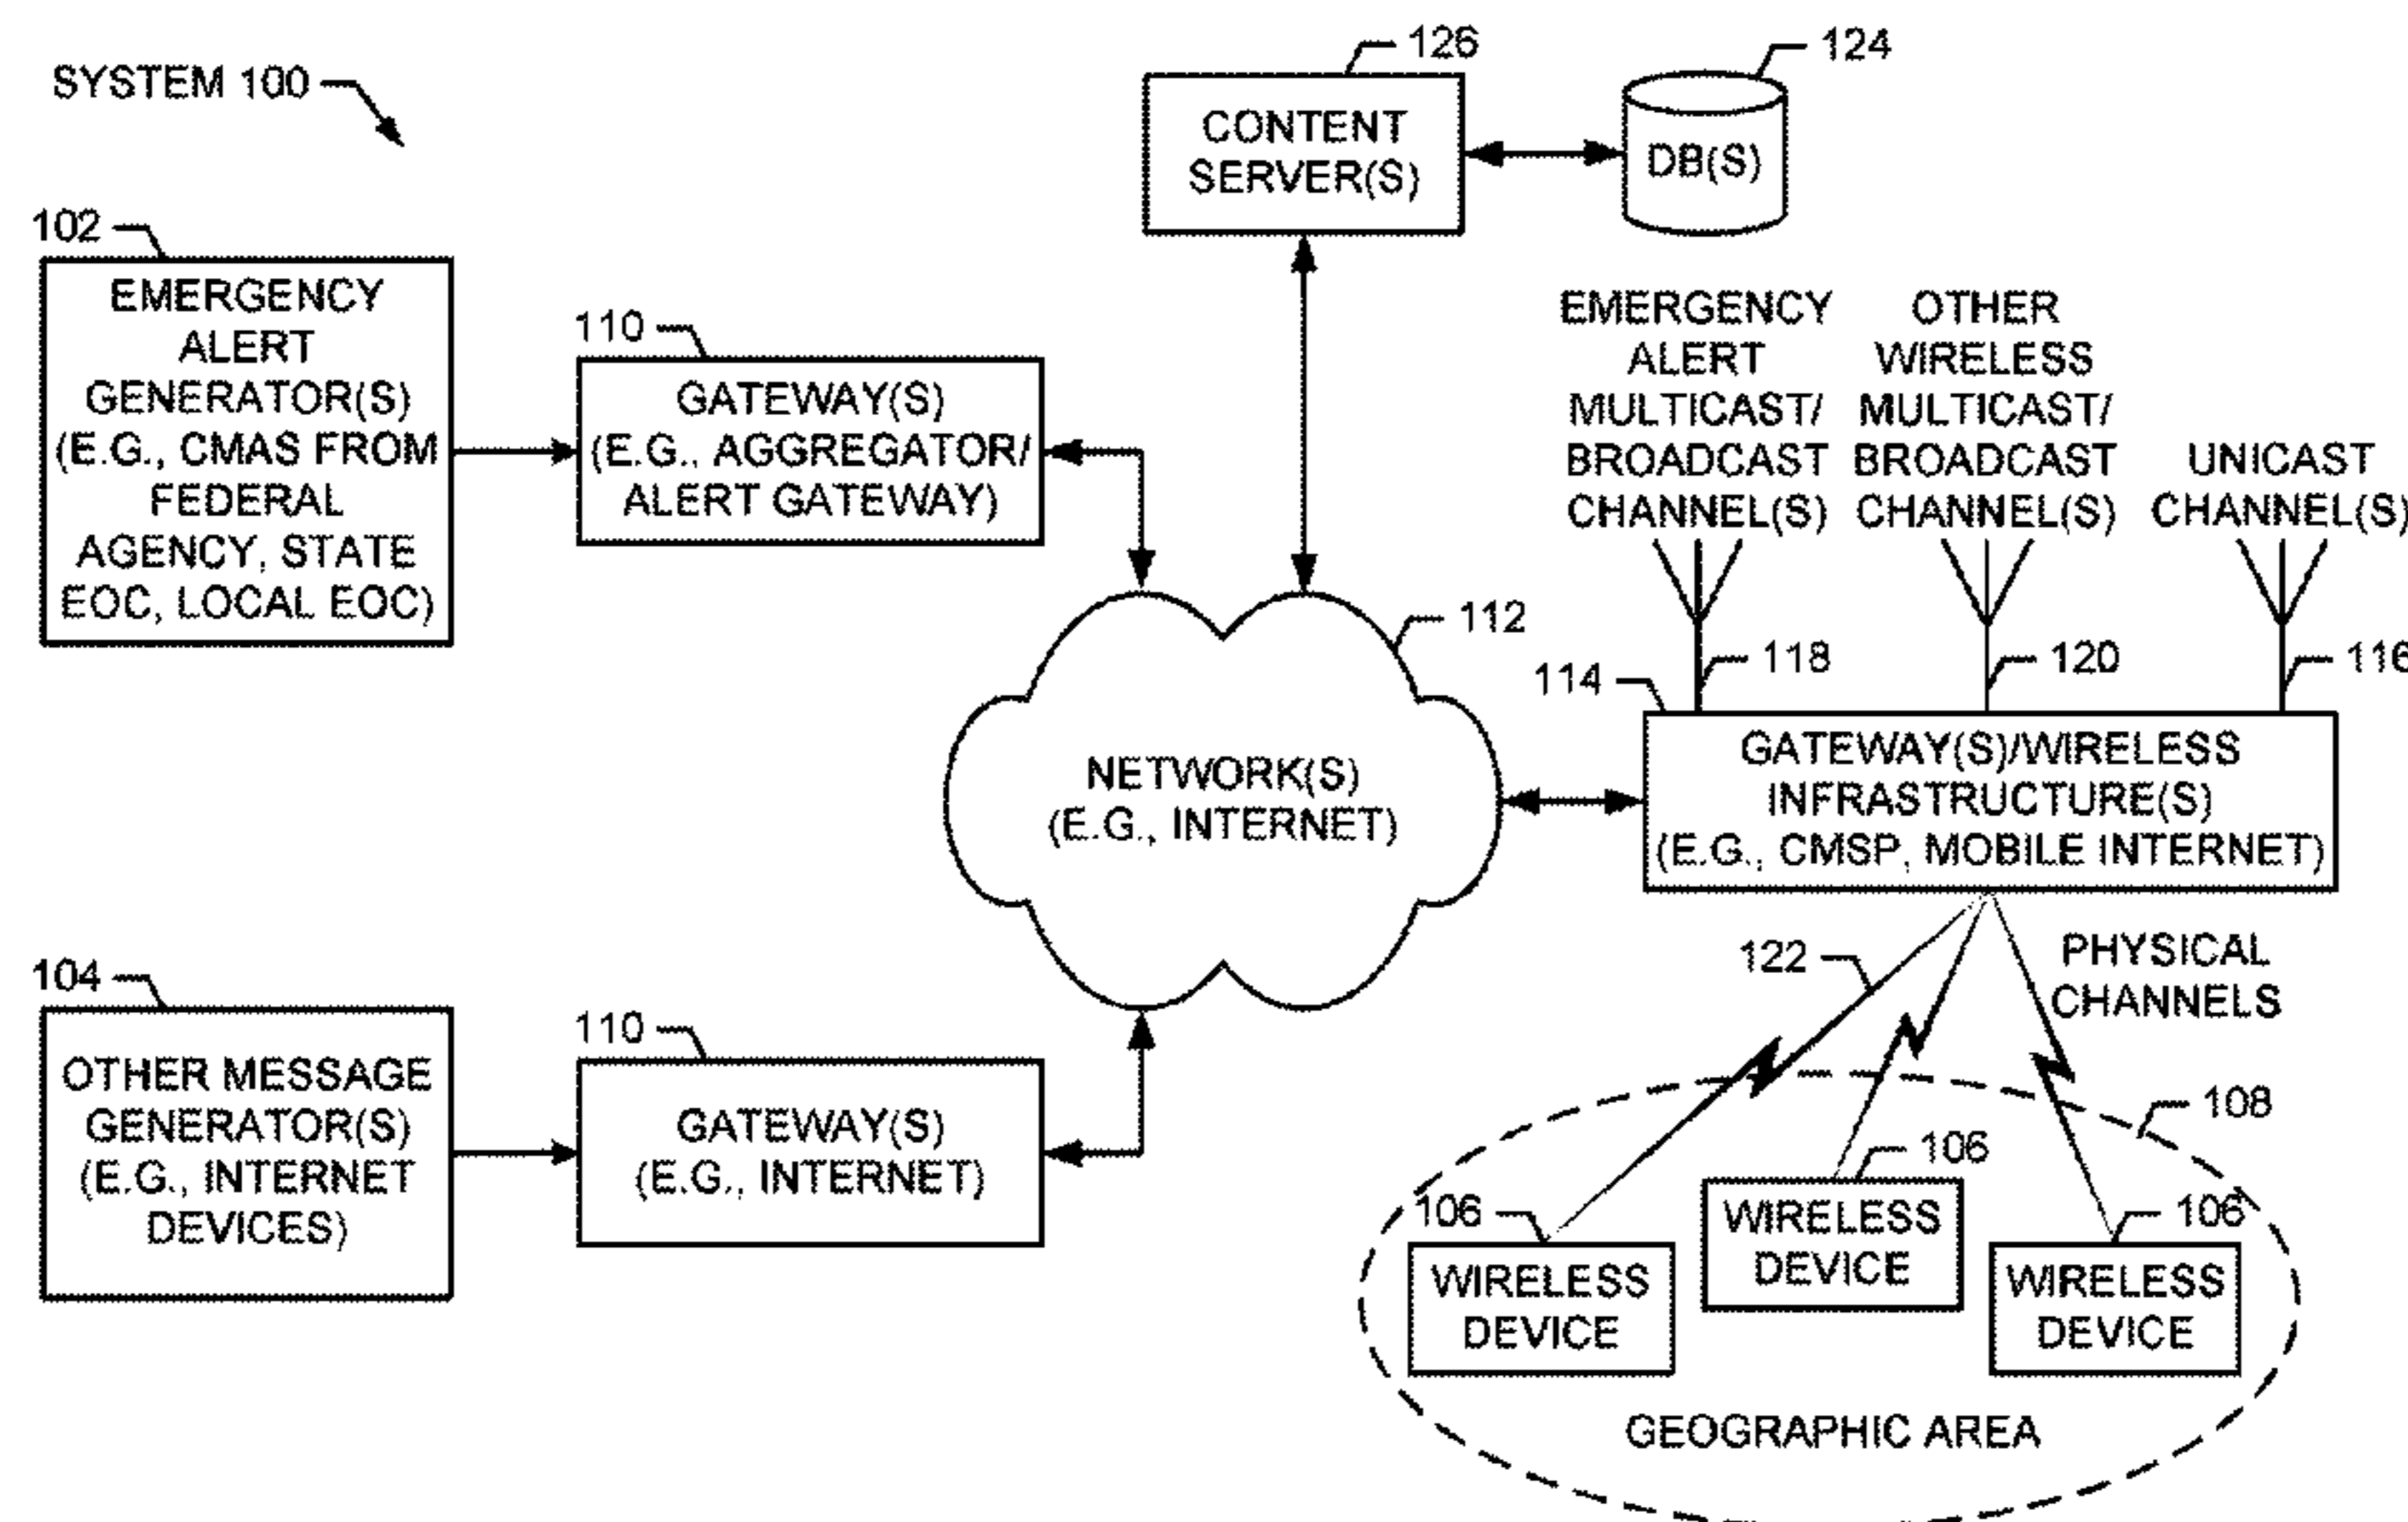 SYSTEM 100
126
CONTENT
SERVER(S)
124
DB(S)
102
EMERGENCY
ALERT
GENERATOR(S)
(E.G., CMAS FROM
FEDERAL
AGENCY, STATE
EOC, LOCAL EOC)
110
GATEWAY(S)
(E.G., AGGREGATOR/
ALERT GATEWAY)
EMERGENCY
ALERT
MULTICAST/
BROADCAST
CHANNEL(S)
OTHER
WIRELESS
MULTICAST/
BROADCAST
CHANNEL(S)
UNICAST
CHANNEL(S)
118
120
116
112
NETWORK(S)
(E.G., INTERNET)
114
GATEWAY(S)/WIRELESS
INFRASTRUCTURE(S)
(E.G., CMSP, MOBILE INTERNET)
104
OTHER MESSAGE
GENERATOR(S)
(E.G., INTERNET
DEVICES)
110
GATEWAY(S)
(E.G., INTERNET)
122
PHYSICAL
CHANNELS
108
106
WIRELESS
DEVICE
106
WIRELESS
DEVICE
106
WIRELESS
DEVICE
GEOGRAPHIC AREA